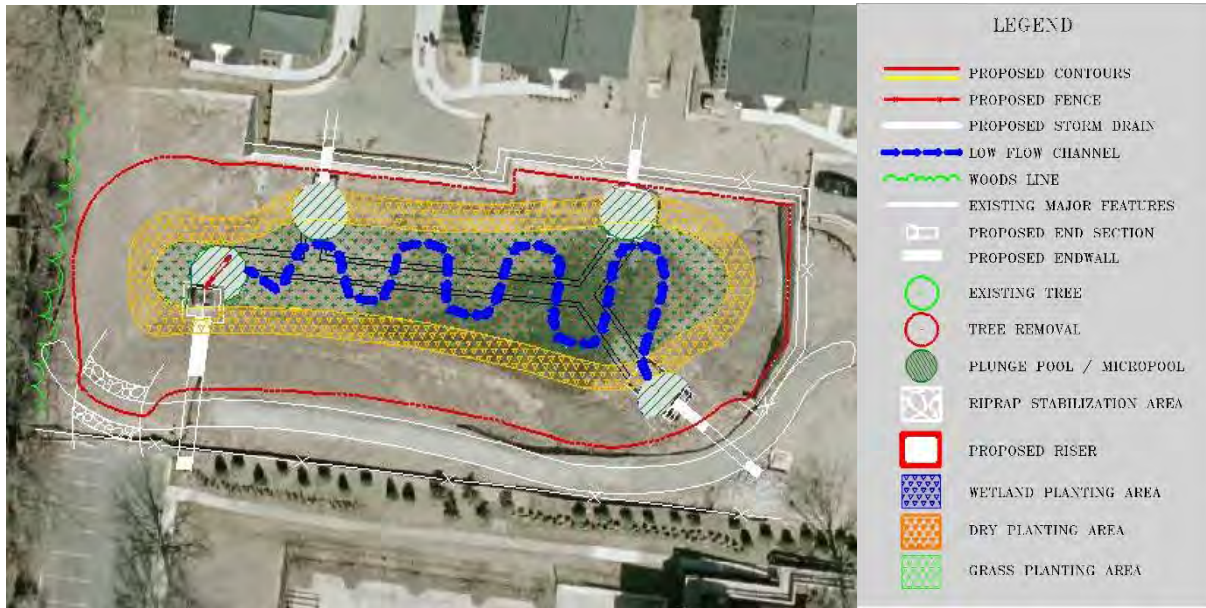 LEGEND
PROPOSED CONTOURS
PROPOSED FENCE
PROPOSED STORM DRAIN
LOW FLOW CHANNEL
WOODS LINE
EXISTING MAJOR FEATURES
PROPOSED END SECTION
PROPOSED ENDWALL
EXISTING TREE
TREE REMOVAL
PLUNGE POOL / MICROPOOL
RIPRAP STABILIZATION AREA
PROPOSED RISER
WETLAND PLANTING AREA
DRY PLANTING AREA
GRASS PLANTING AREA